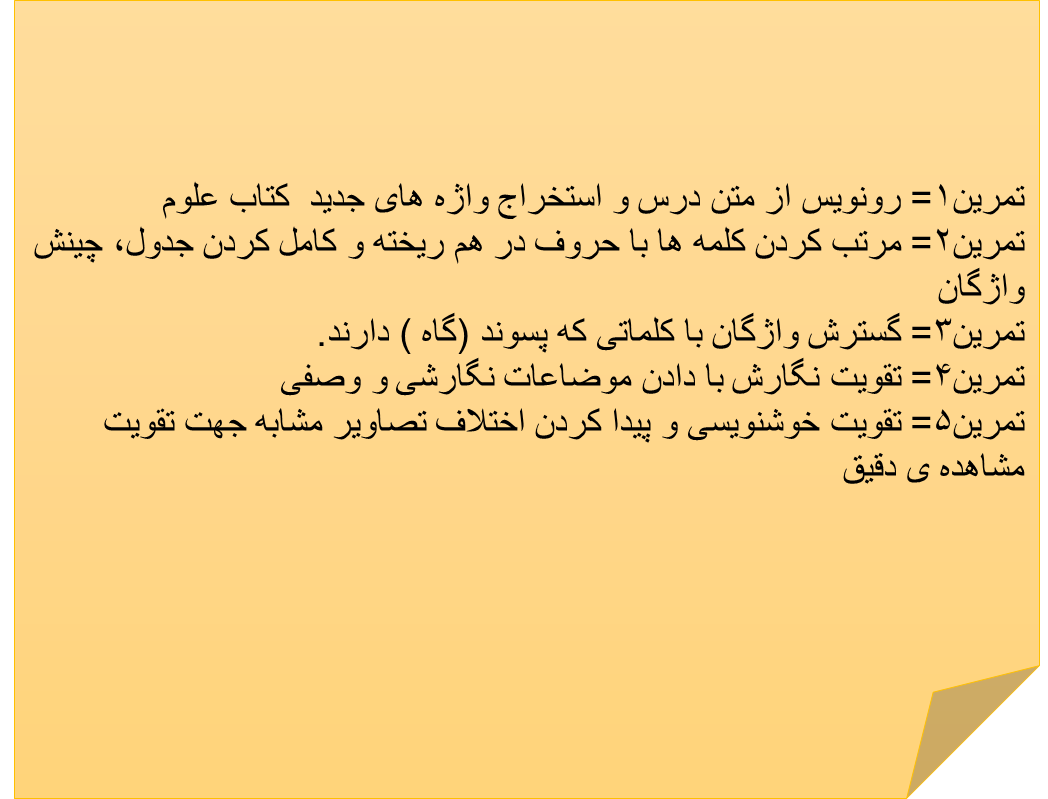 تمرین۱= رونویس از متن درس و استخراج واژه های جدید  کتاب علوم
تمرین۲= مرتب کردن کلمه ها با حروف در هم ریخته و کامل کردن جدول، چینش
واژگان
تمرین۳= گسترش واژگان با کلماتی که پسوند (گاه ) دارند.
تمرین۴= تقویت نگارش با دادن موضاعات نگارشی و وصفی
تمرین۵= تقویت خوشنویسی و پیدا کردن اختلاف تصاویر مشابه جهت تقویت
مشاهده ی دقیق